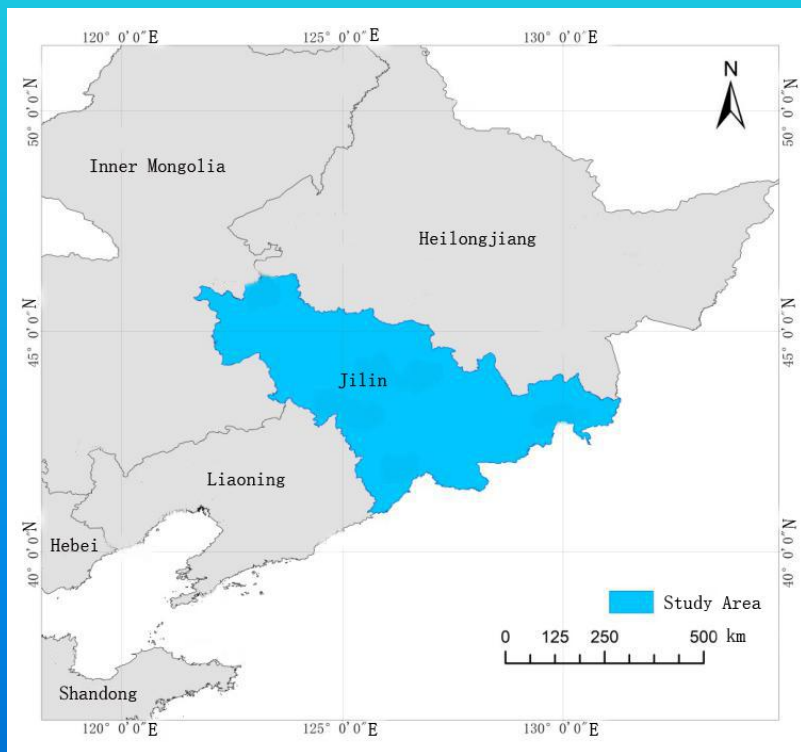 120° 0'0"E
125° 0'0"E
130° 0'0"E
N
50° 0'0"N
50° 0'0"N
Inner Mongolia
Heilongjiang
45° 0'0"N
45° 0'0"N
Jilin
Liaoning
Hebei
40° 0'0"N
40° 0'0"N
Study Area
0 125 250 500 km
Shandong
120° 0'0"E
125° 0'0"E
130° 0'0"E